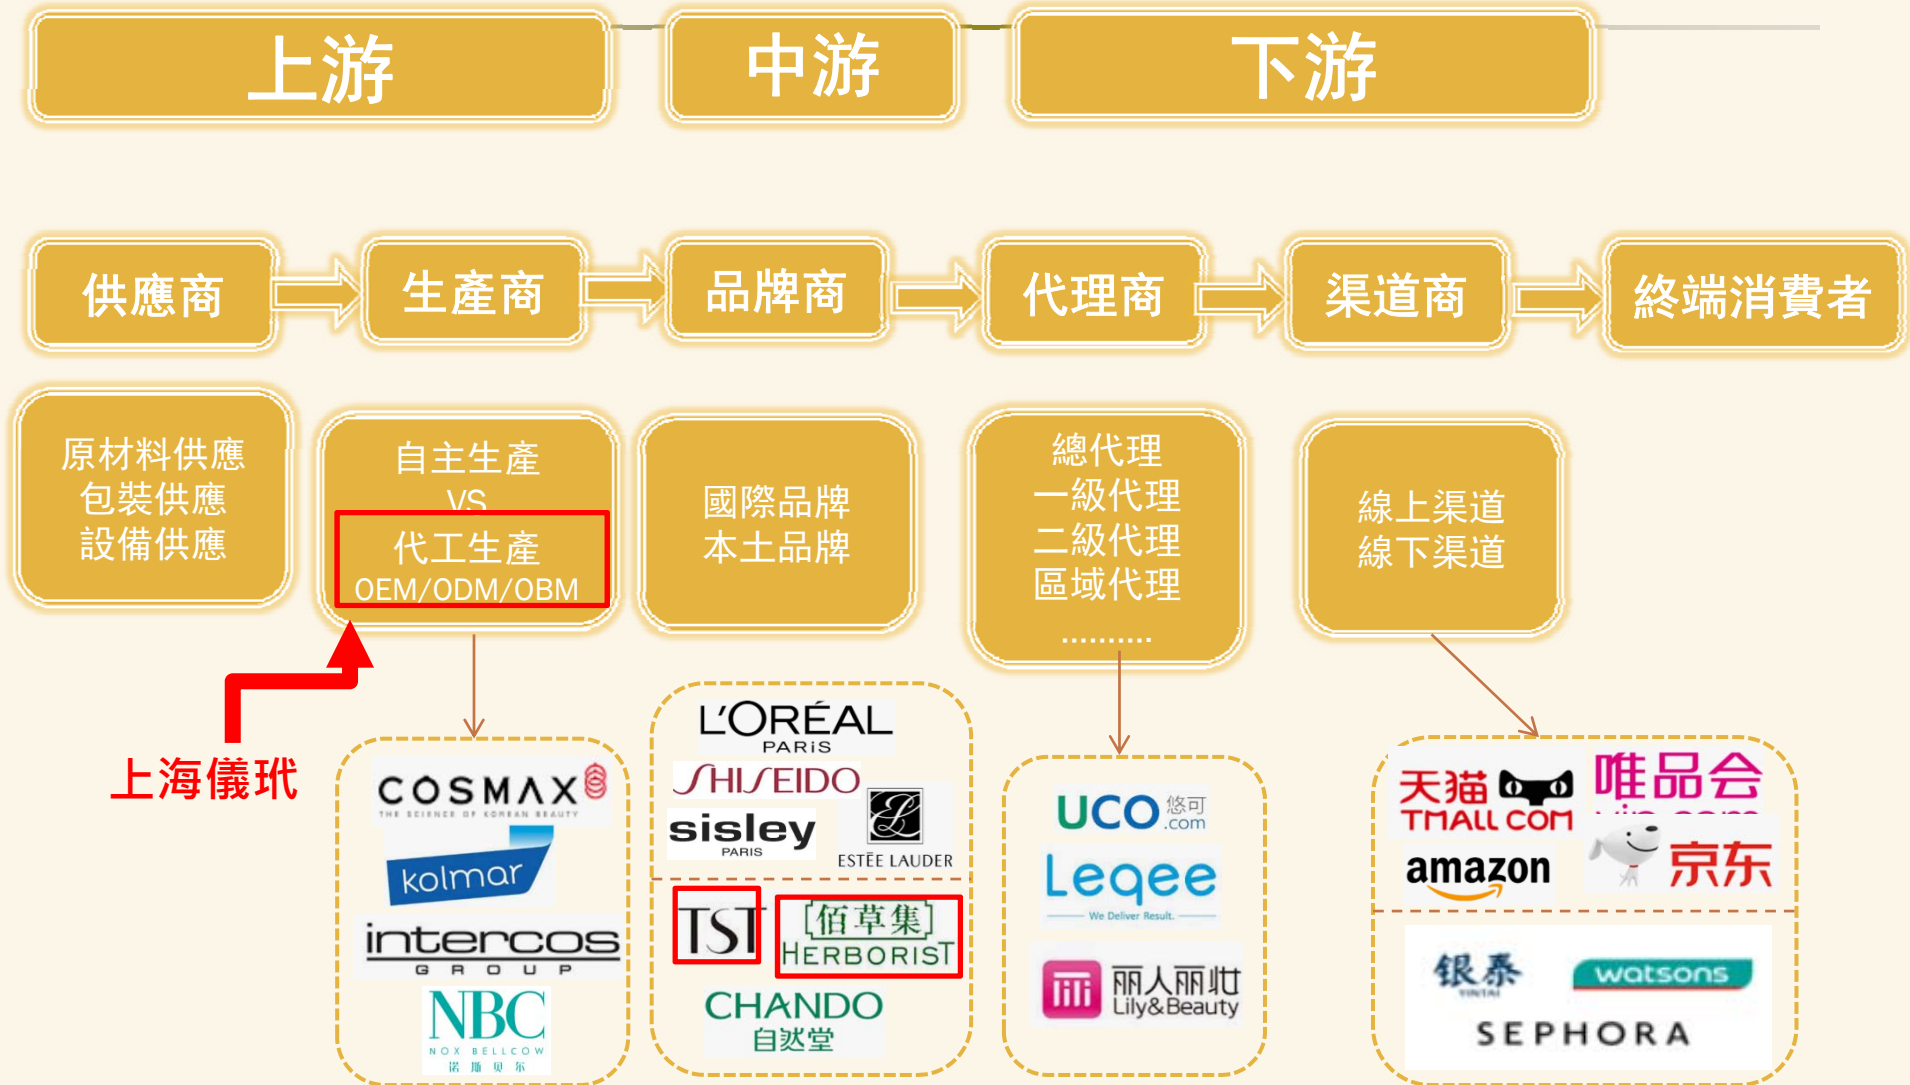 上游
中游
下游
供應商
生產商
品牌商
代理商
渠道商
終端消費者
原材料供應
包裝供應
設備供應
自主生產
VS
代工生產
OEM/ODM/OBM
國際品牌
本土品牌
總代理
一級代理
二級代理
區域代理
..........
線上渠道
線下渠道
上海儀玳
COSMAX
THE SCIENCE OF KOREAN BEAUTY
kolmar
intercos
GROUP
NBC
NOX BELLCOW
诺斯贝尔
L'ORÉAL
PARiS
SHISEIDO
sisley
PARIS
ESTĒE LAUDER
TST
佰草集
HERBORIST
CHANDO
自然堂
UCO 悠可
.com
Leqee
We Deliver Result.
丽人丽妆
Lily&Beauty
天猫
TMALL.COM
唯品会
vip.com
amazon
京东
银泰
YINTAI
watsons
SEPHORA